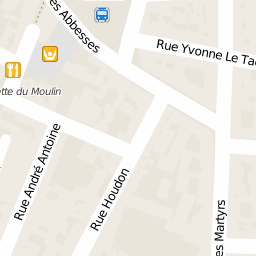 es Abbesses
Rue Yvonne Le Tac
ette du Moulin
Rue André Antoine
Rue Houdon
es Martyrs